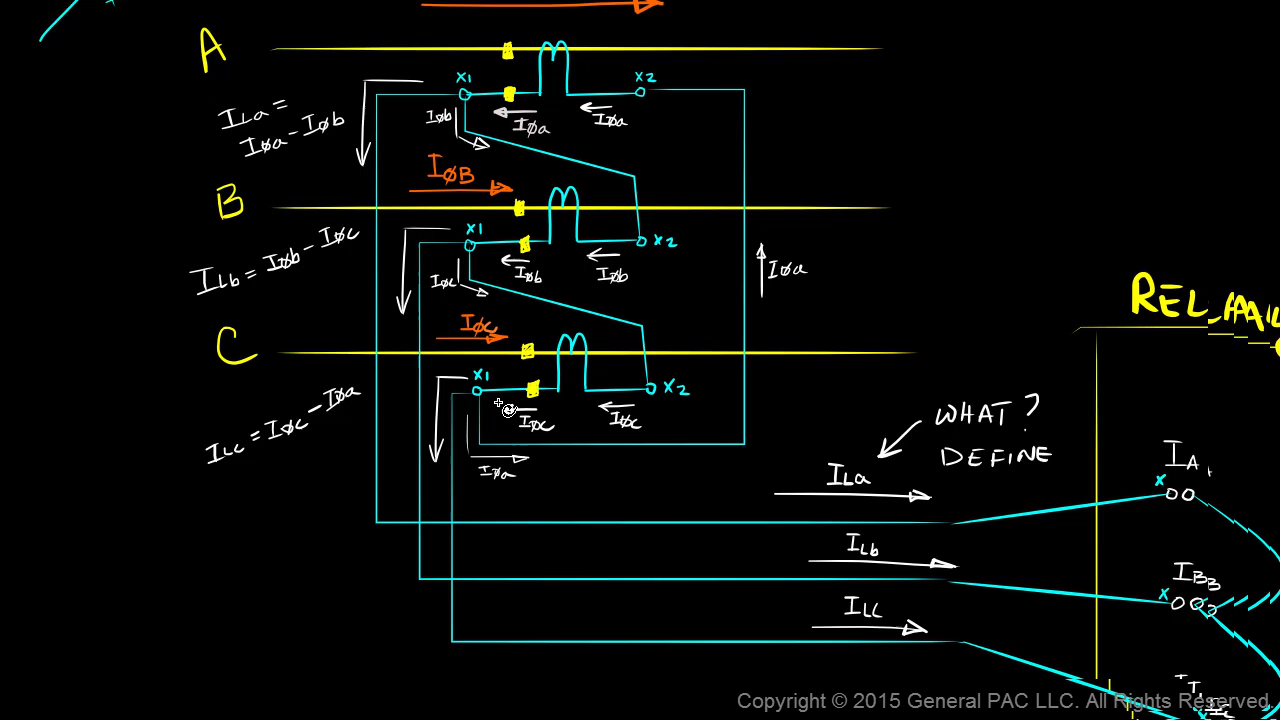 A
X1
X2
ILa =
IØa - IØb
IØb
IØa
IØa
IØB
B
X1
X2
ILb = IØb - IØc
IØc
IØb
IØb
IØa
IØc
C
X1
X2
ILc = IØc - IØa
IØc
IØc
IØa
WHAT?
DEFINE
ILa
IA
ILb
IB
ILC
Copyright © 2015 General PAC LLC. All Rights Reserved.